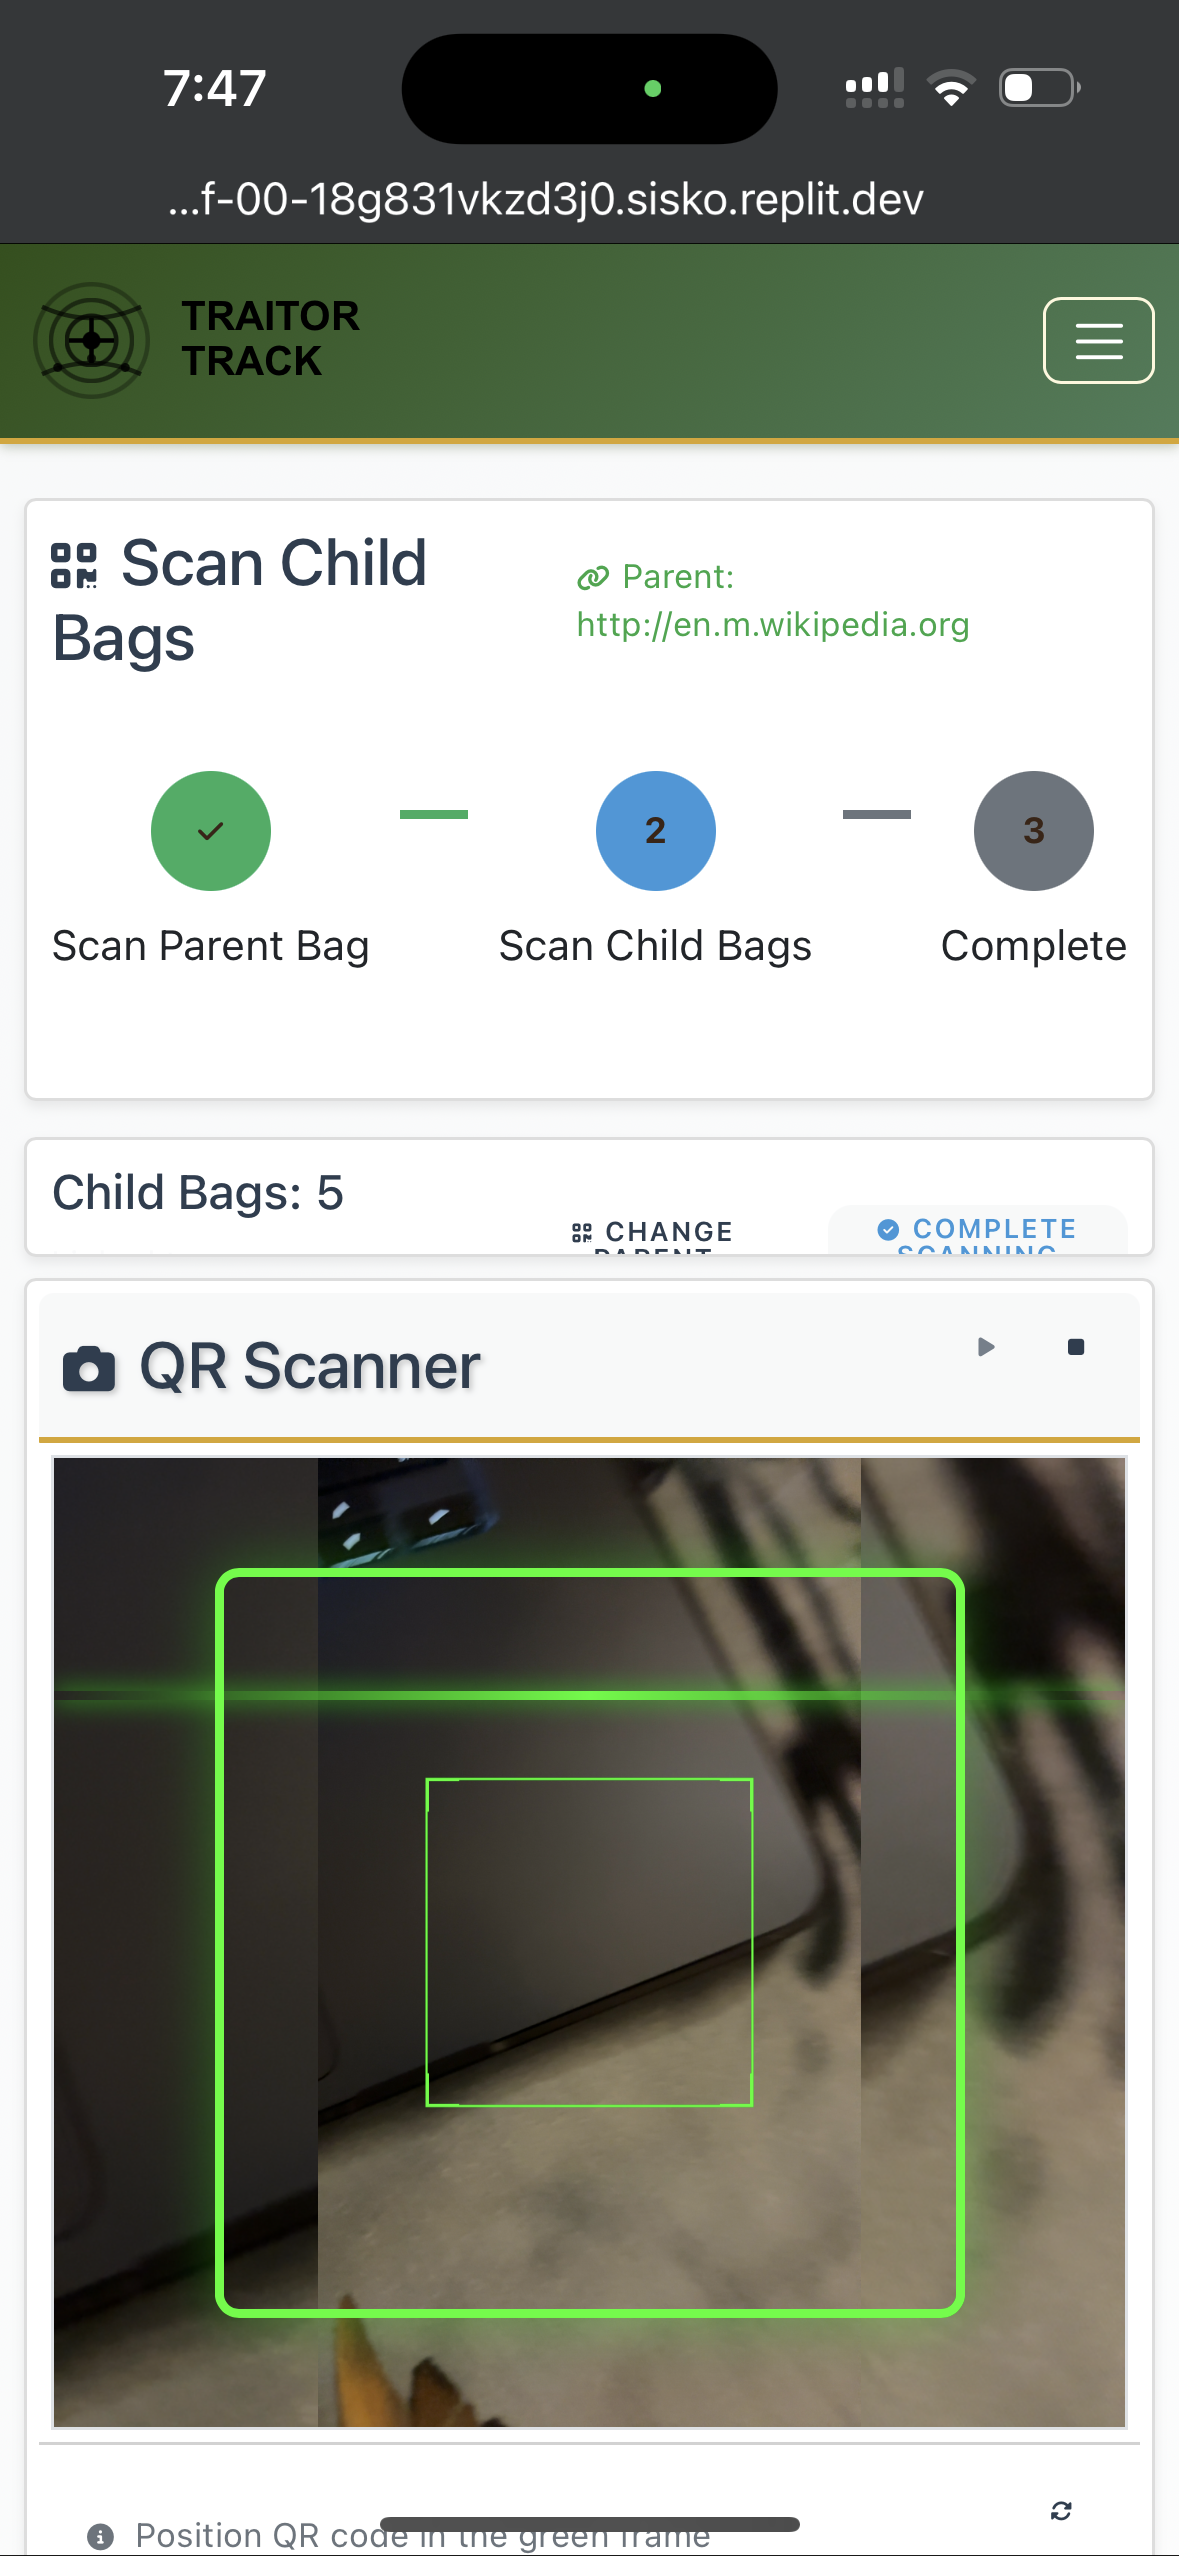 7:47
...f-00-18g831vkzd3j0.sisko.replit.dev
TRAITOR
TRACK
Scan Child
Bags
Parent:
http://en.m.wikipedia.org
2
3
Scan Parent Bag
Scan Child Bags
Complete
Child Bags: 5
CHANGE
PARENT
COMPLETE
SCANNING
QR Scanner
Position QR code in the green frame